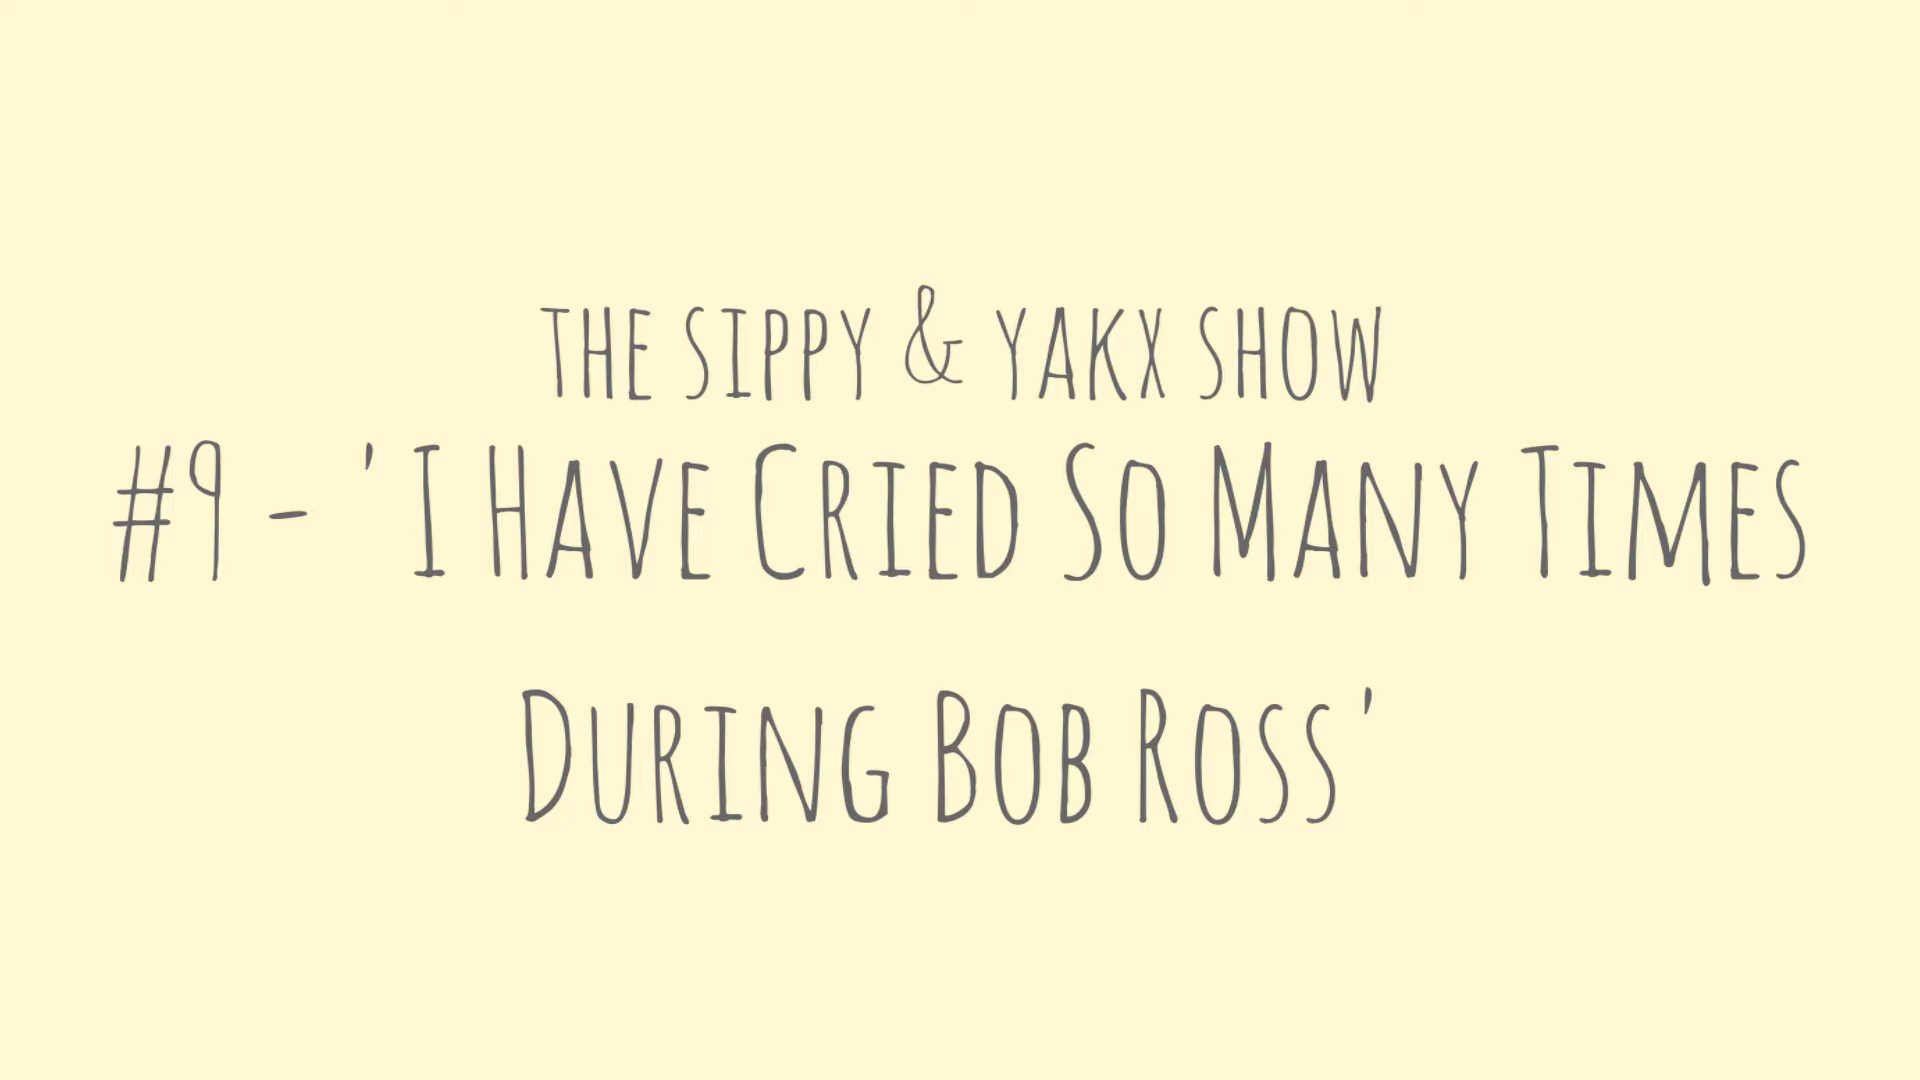 THE SIPPY & YAKX SHOW
#9 - 'I HAVE CRIED SO MANY TIMES
DURING BOB ROSS'